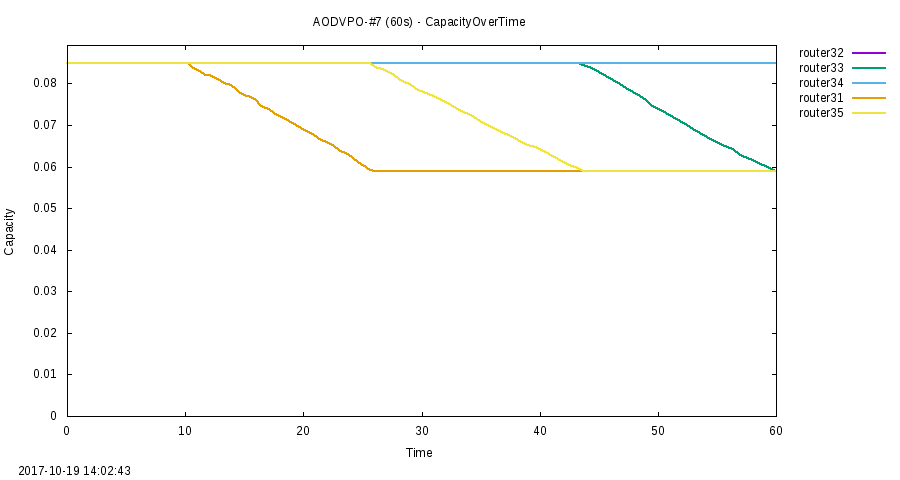 AODVPO-#7 (60s) - CapacityOverTime
router32
router33
router34
router31
router35
0.08
0.07
0.06
0.05
0.04
0.03
0.02
0.01
0
Capacity
0 10 20 30 40 50 60
Time
2017-10-19 14:02:43